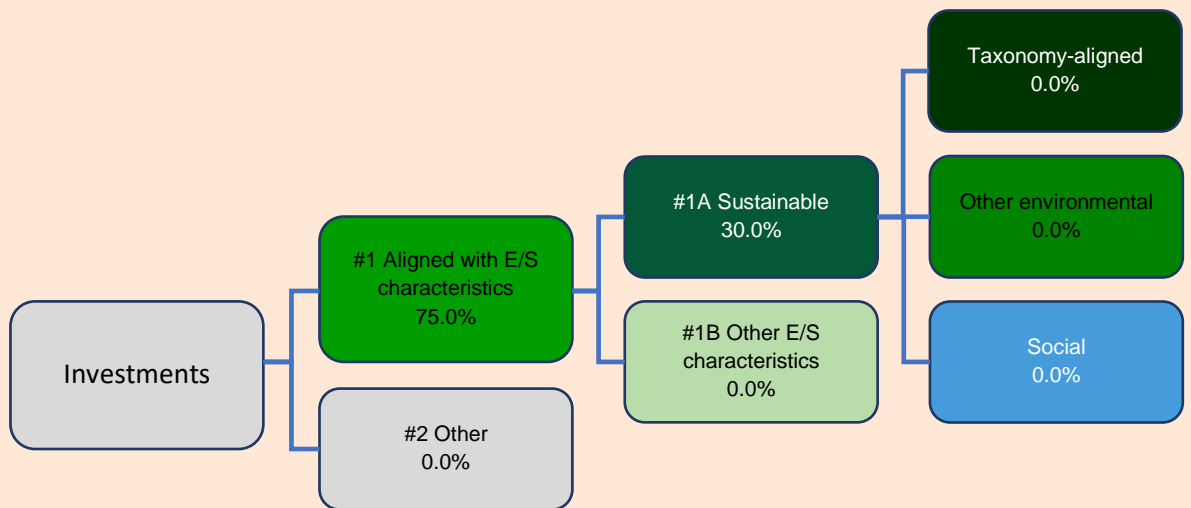 Investments
#1 Aligned with E/S
characteristics
75.0%
#2 Other
0.0%
#1A Sustainable
30.0%
#1B Other E/S
characteristics
0.0%
Taxonomy-aligned
0.0%
Other environmental
0.0%
Social
0.0%